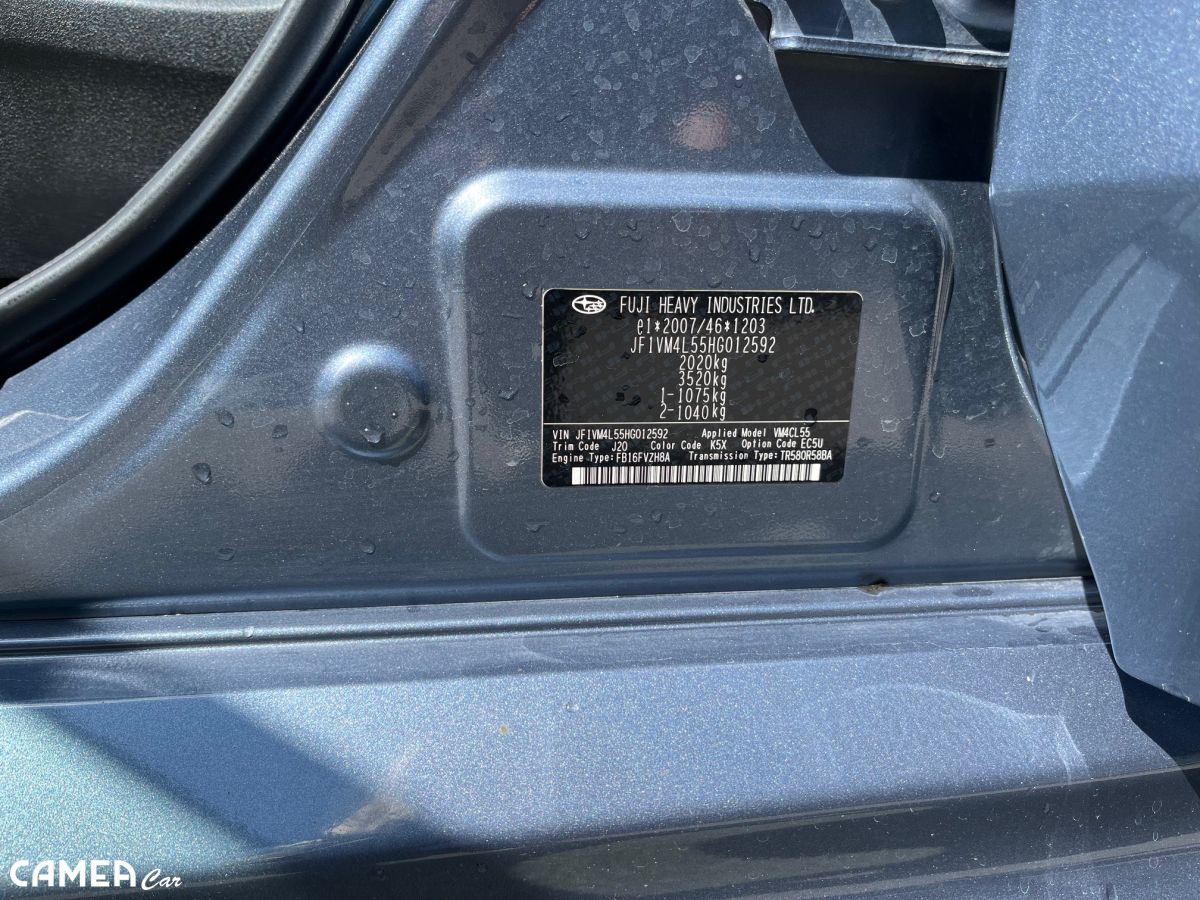 FUJI HEAVY INDUSTRIES LTD.
e1*2007/46*1203
JF1VM4L55HG012592
2020kg
3520kg
1-1075kg
2-1040kg
VIN JF1VM4L55HG012592 Applied Model VM4CL55
Trim Code J20 Color Code K5X Option Code EC5U
Engine Type:FB16FVZH8A Transmission Type:TR580R58BA
CAMEA Car